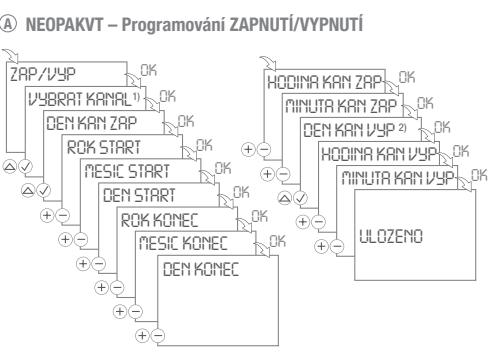 Ⓐ NEOPAKVT – Programování ZAPNUTÍ/VYPNUTÍ
ZAP/VYP OK
VYBRAT KANAL 1) OK
DEN KAN ZAP OK
ROK START OK
MESIC START OK
DEN START OK
ROK KONEC OK
MESIC KONEC OK
DEN KONEC
HODINA KAN ZAP OK
MINUTA KAN ZAP OK
DEN KAN VYP 2) OK
HODINA KAN VYP OK
MINUTA KAN VYP OK
ULOZENO